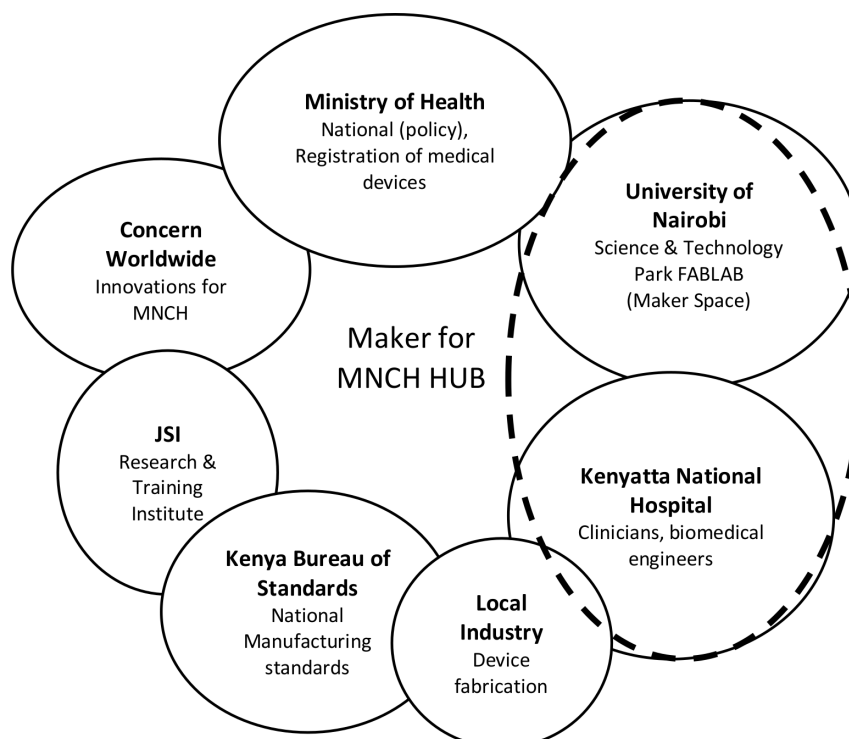 Ministry of Health
National (policy),
Registration of medical
devices
University of
Nairobi
Science & Technology
Park FABLAB
(Maker Space)
Concern
Worldwide
Innovations for
MNCH
Maker for
MNCH HUB
JSI
Research &
Training
Institute
Kenyatta National
Hospital
Clinicians, biomedical
engineers
Kenya Bureau of
Standards
National
Manufacturing
standards
Local
Industry
Device
fabrication